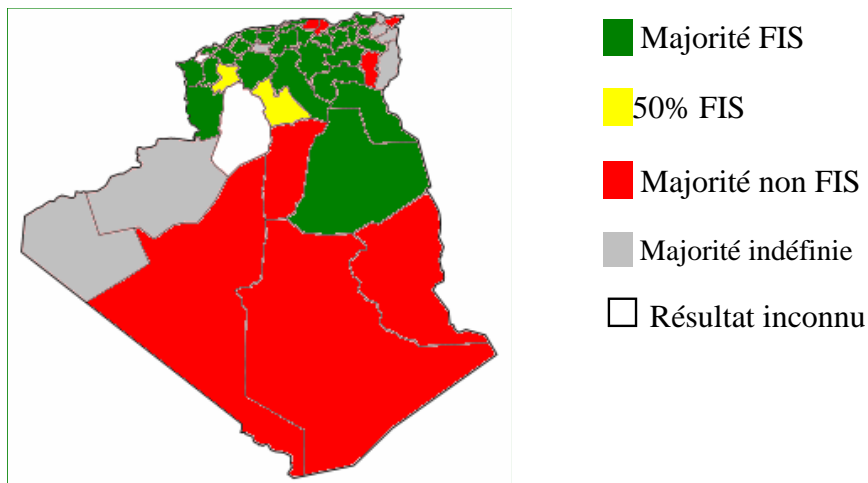 Majorité FIS
50% FIS
Majorité non FIS
Majorité indéfinie
Résultat inconnu